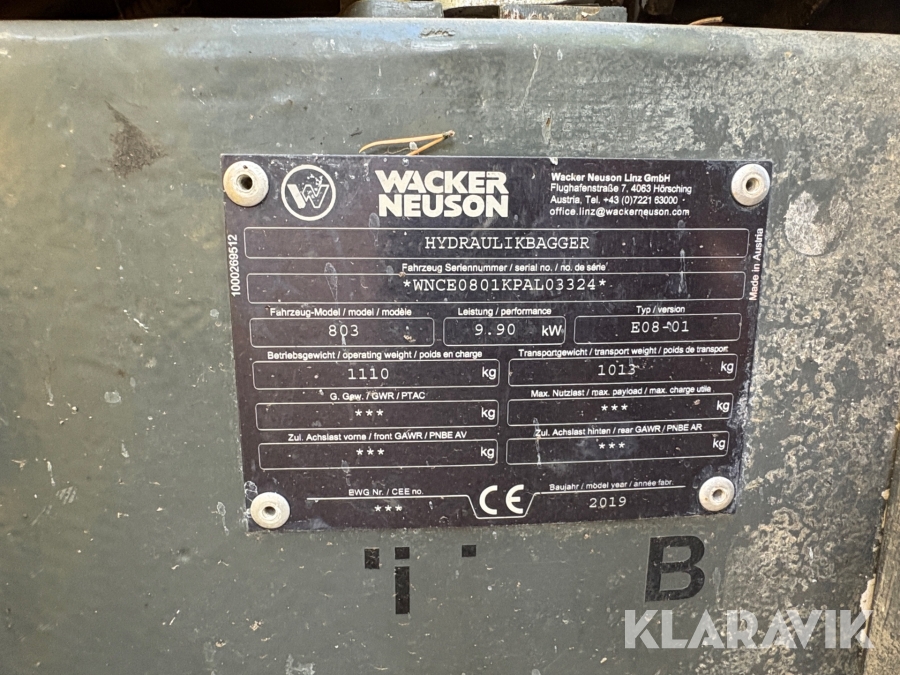 WACKER
NEUSON
Wacker Neuson Linz GmbH
Flughafenstraße 7, 4063 Hörsching
Austria, Tel. +43 (0)7221 63000
office.linz@wackerneuson.com
1000269512
Made in Austria
HYDRAULIKBAGGER
Fahrzeug Seriennummer / serial no. / no. de série
*WNCE0801KPAL03324*
Fahrzeug-Model / model / modèle
803
Leistung / performance
9.90 kW
Typ / version
E08-01
Betriebsgewicht / operating weight / poids en charge
1110 kg
Transportgewicht / transport weight / poids de transport
1013 kg
G. Gew. / GWR / PTAC
*** kg
Max. Nutzlast / max. payload / max. charge utile
*** kg
Zul. Achslast vorne / front GAWR / PNBE AV
*** kg
Zul. Achslast hinten / rear GAWR / PNBE AR
*** kg
EWG Nr. / CEE no.
***
CE
Baujahr / model year / année fabr.
2019
B
KLARAVIK